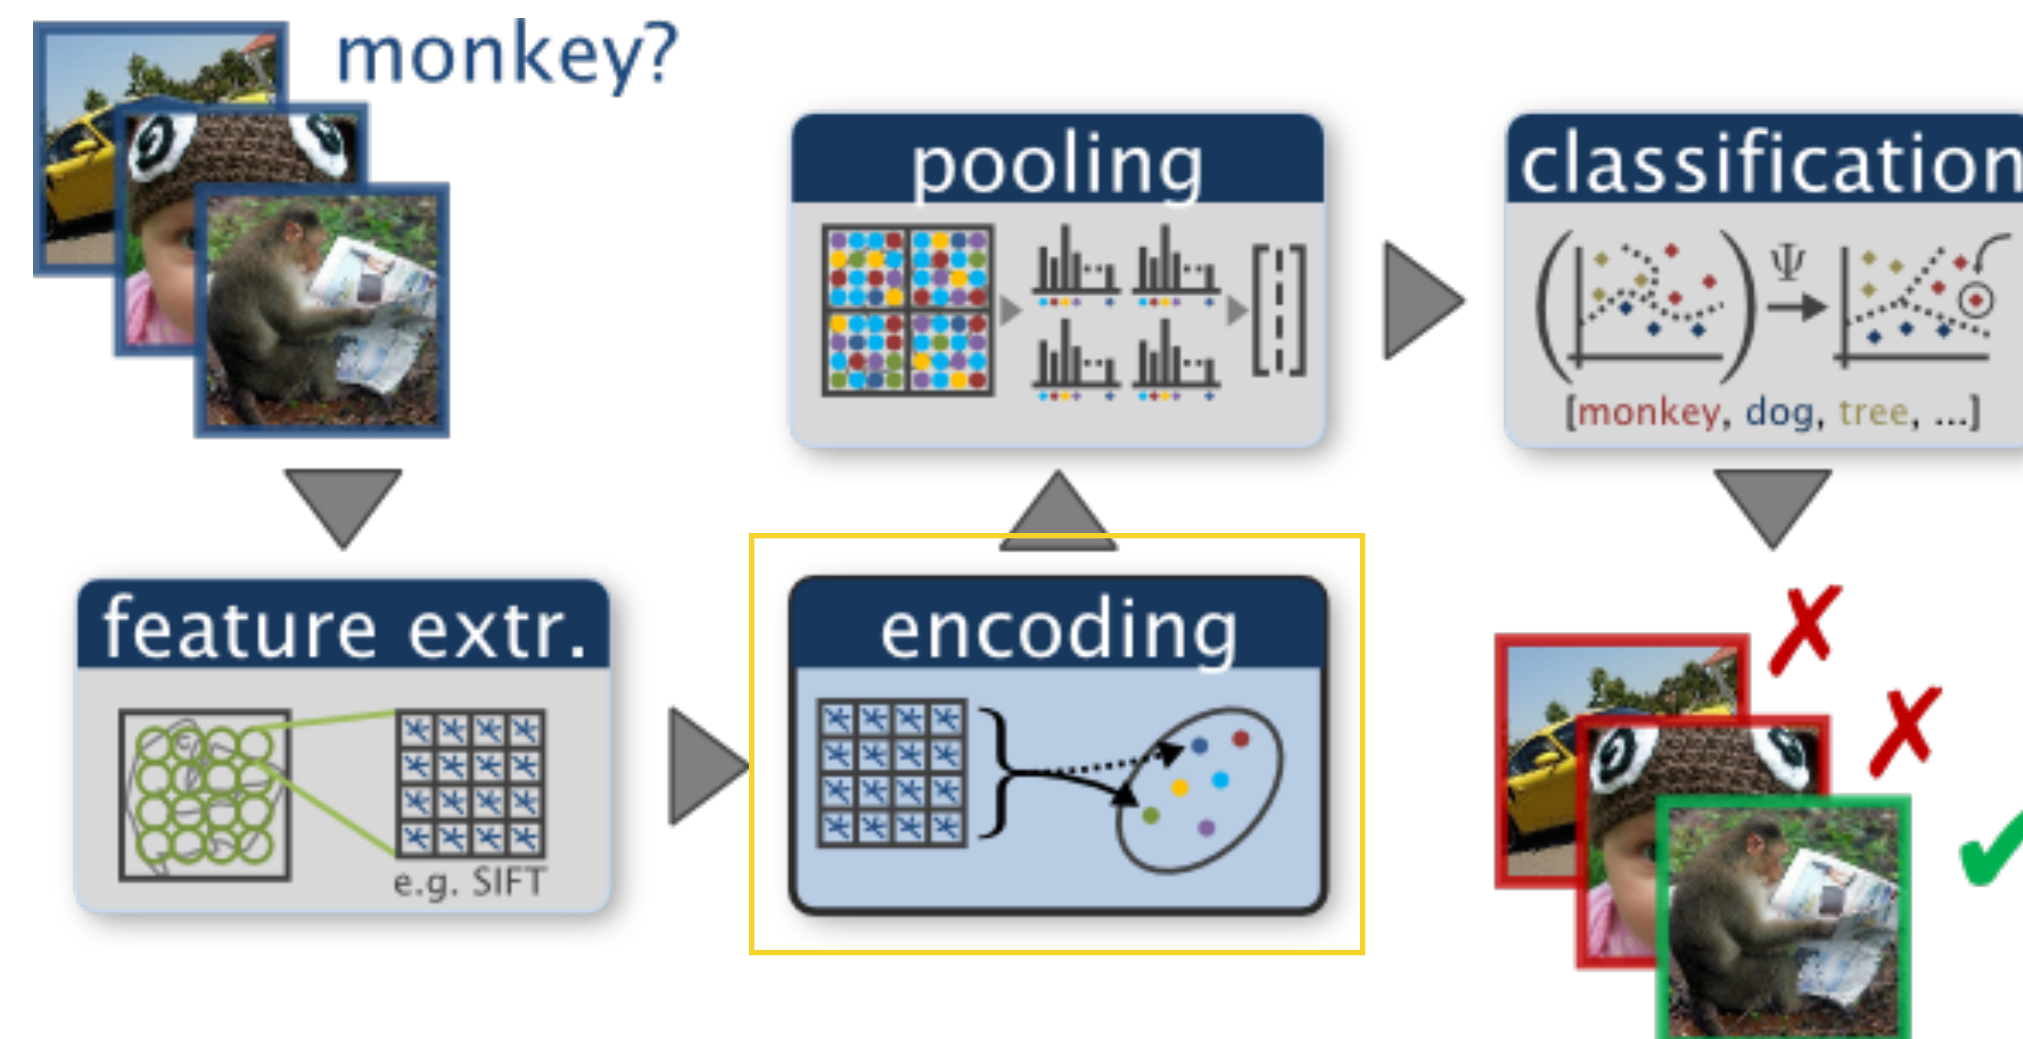 monkey?
feature extr.
e.g. SIFT
encoding
pooling
classification
Ψ
[monkey, dog, tree, ...]